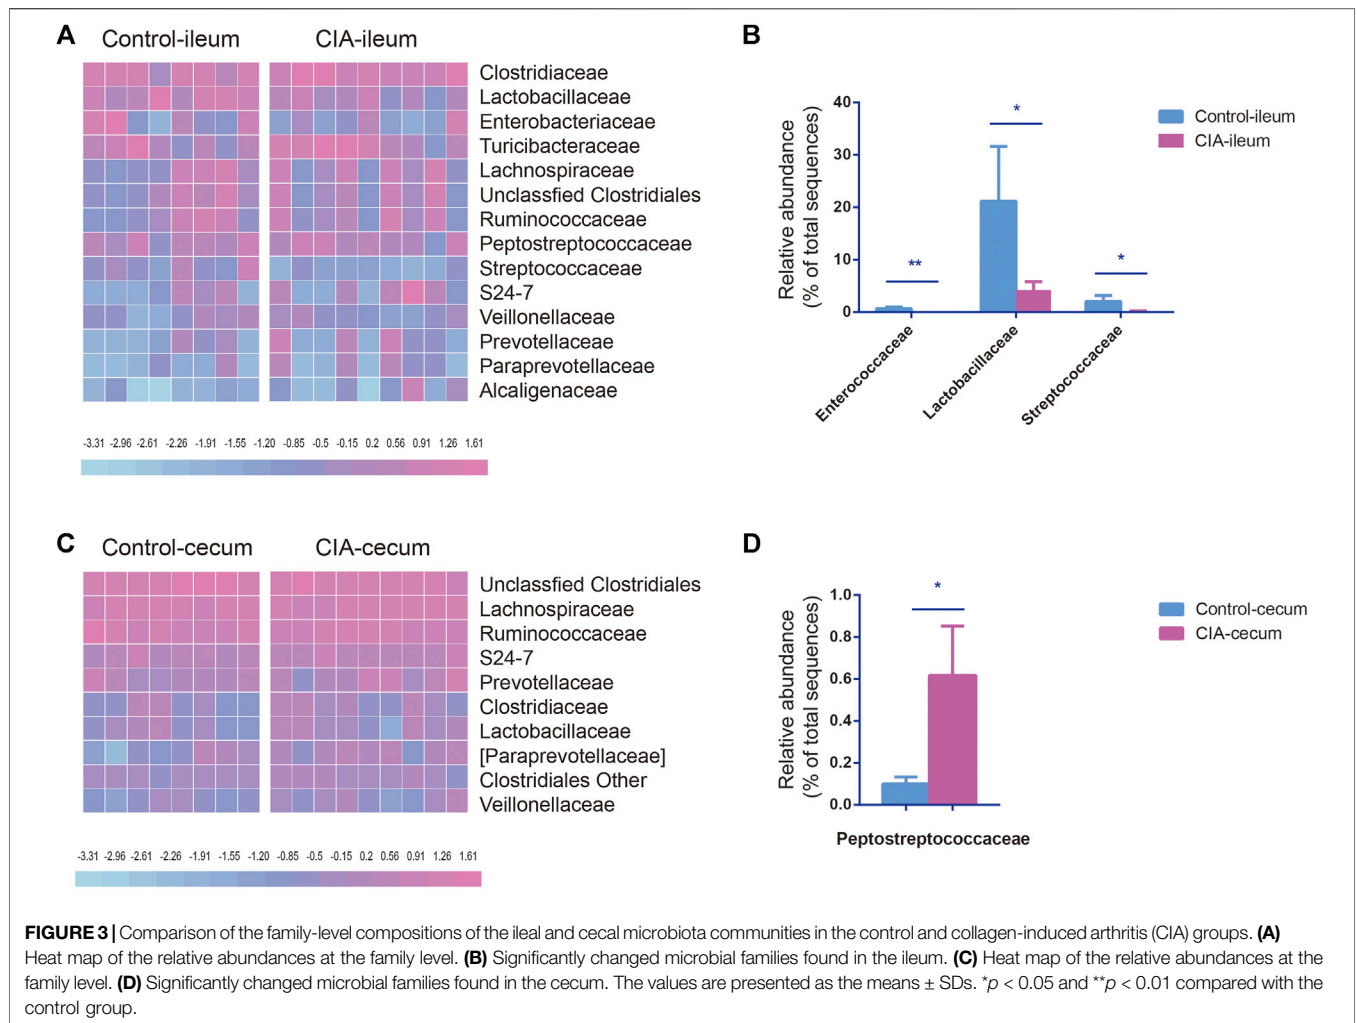 A
Control-ileum
CIA-ileum
Clostridiaceae
Lactobacillaceae
Enterobacteriaceae
Turicibacteraceae
Lachnospiraceae
Unclassfied Clostridiales
Ruminococcaceae
Peptostreptococcaceae
Streptococcaceae
S24-7
Veillonellaceae
Prevotellaceae
Paraprevotellaceae
Alcaligenaceae
-3.31 -2.96 -2.61 -2.26 -1.91 -1.55 -1.20 -0.85 -0.5 -0.15 0.2 0.56 0.91 1.26 1.61
B
Relative abundance
(% of total sequences)
40
30
20
10
0
**
*
*
Enterococcaceae
Lactobacillaceae
Streptococcaceae
Control-ileum
CIA-ileum
C
Control-cecum
CIA-cecum
Unclassfied Clostridiales
Lachnospiraceae
Ruminococcaceae
S24-7
Prevotellaceae
Clostridiaceae
Lactobacillaceae
[Paraprevotellaceae]
Clostridiales Other
Veillonellaceae
-3.31 -2.96 -2.61 -2.26 -1.91 -1.55 -1.20 -0.85 -0.5 -0.15 0.2 0.56 0.91 1.26 1.61
D
Relative abundance
(% of total sequences)
1.0
0.8
0.6
0.4
0.2
0.0
*
Peptostreptococcaceae
Control-cecum
CIA-cecum
FIGURE 3 | Comparison of the family-level compositions of the ileal and cecal microbiota communities in the control and collagen-induced arthritis (CIA) groups. (A)
Heat map of the relative abundances at the family level. (B) Significantly changed microbial families found in the ileum. (C) Heat map of the relative abundances at the
family level. (D) Significantly changed microbial families found in the cecum. The values are presented as the means ± SDs. *p < 0.05 and **p < 0.01 compared with the
control group.